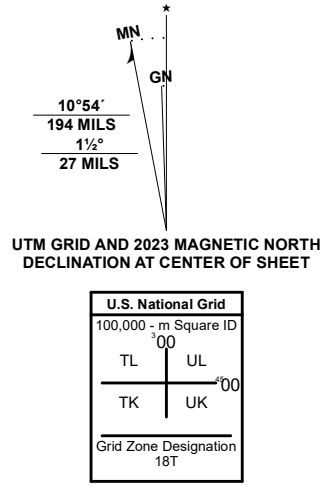 ★
MN
GN
10°54´
194 MILS
1½°
27 MILS
UTM GRID AND 2023 MAGNETIC NORTH
DECLINATION AT CENTER OF SHEET
U.S. National Grid
100,000 - m Square ID
³00
TL UL
⁴⁵00
TK UK
Grid Zone Designation
18T